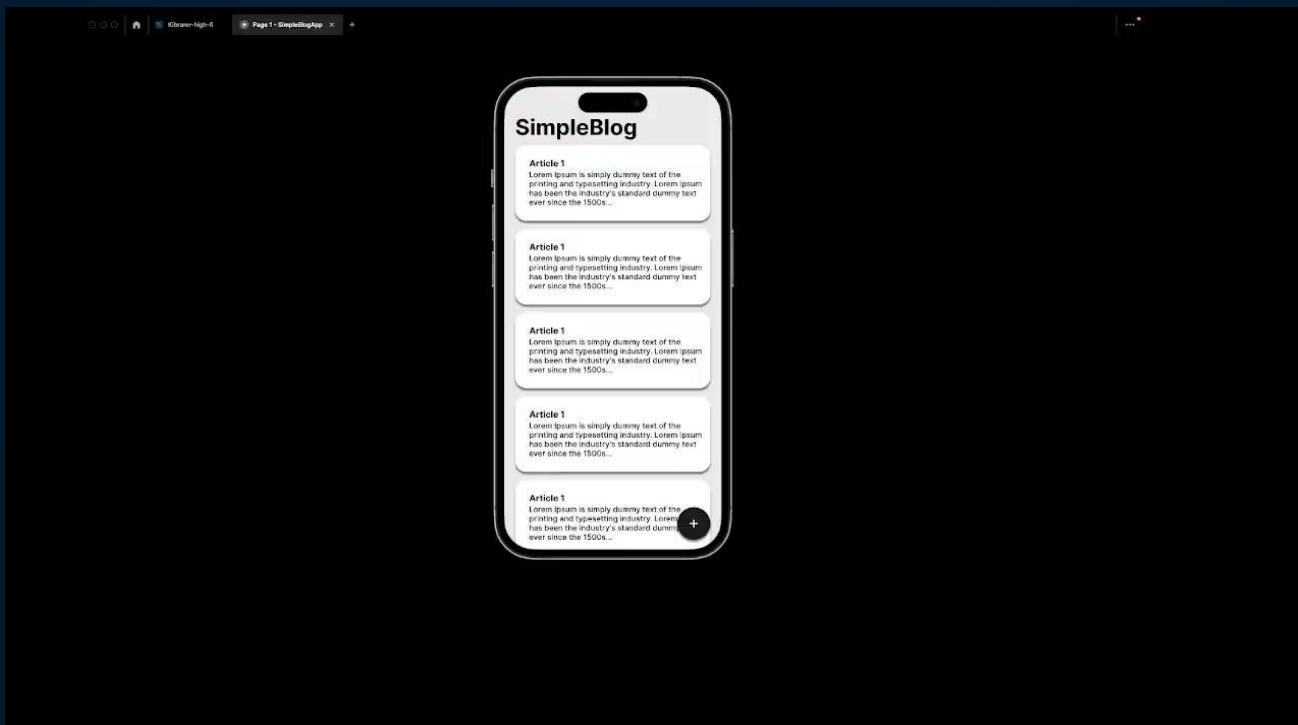 Kibrarer-high-fi
Page 1 - SimpleBlogApp
SimpleBlog
Article 1
Lorem Ipsum is simply dummy text of the
printing and typesetting industry. Lorem Ipsum
has been the industry's standard dummy text
ever since the 1500s...
Article 1
Lorem Ipsum is simply dummy text of the
printing and typesetting industry. Lorem Ipsum
has been the industry's standard dummy text
ever since the 1500s...
Article 1
Lorem Ipsum is simply dummy text of the
printing and typesetting industry. Lorem Ipsum
has been the industry's standard dummy text
ever since the 1500s...
Article 1
Lorem Ipsum is simply dummy text of the
printing and typesetting industry. Lorem Ipsum
has been the industry's standard dummy text
ever since the 1500s...
Article 1
Lorem Ipsum is simply dummy text of the
printing and typesetting industry. Lorem
has been the industry's standard dummy
ever since the 1500s...